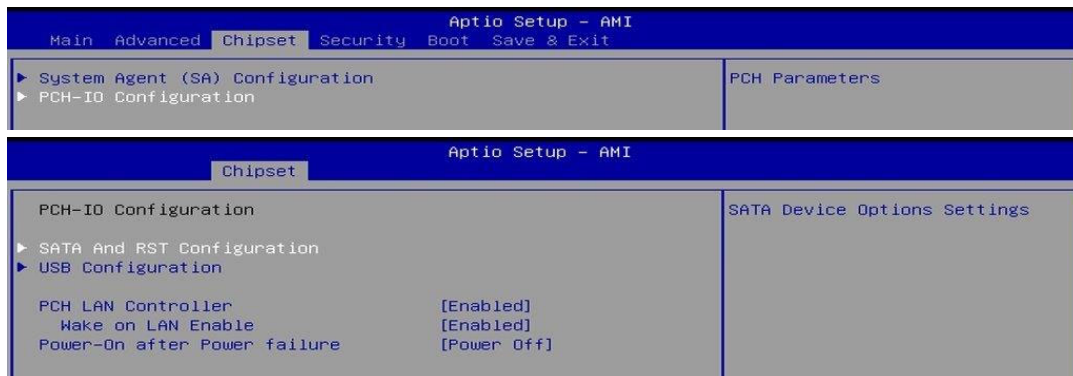 Aptio Setup – AMI
Main Advanced Chipset Security Boot Save & Exit
System Agent (SA) Configuration
PCH-IO Configuration
PCH Parameters
Aptio Setup – AMI
Chipset
PCH-IO Configuration
SATA And RST Configuration
USB Configuration
PCH LAN Controller [Enabled]
Wake on LAN Enable [Enabled]
Power-On after Power failure [Power Off]
SATA Device Options Settings